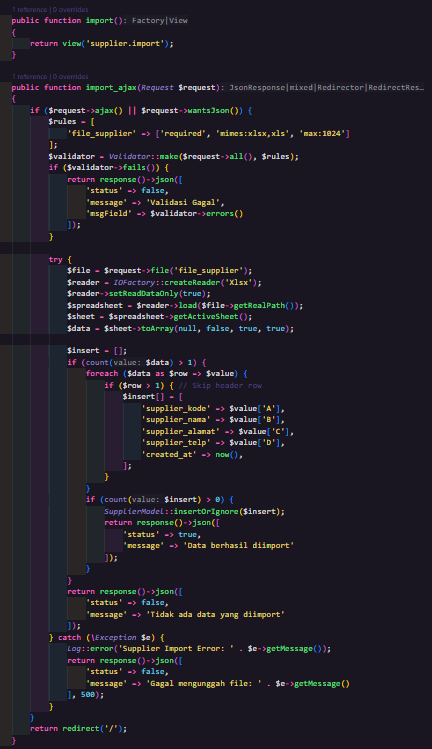 1 reference | 0 overrides
public function import(): Factory|View
{
    return view('supplier.import');
}
1 reference | 0 overrides
public function import_ajax(Request $request): JsonResponse|mixed|Redirector|RedirectRes…
{
    if ($request->ajax() || $request->wantsJson()) {
        $rules = [
            'file_supplier' => ['required', 'mimes:xlsx,xls', 'max:1024']
        ];
        $validator = Validator::make($request->all(), $rules);
        if ($validator->fails()) {
            return response()->json([
                'status' => false,
                'message' => 'Validasi Gagal',
                'msgField' => $validator->errors()
            ]);
        }
        try {
            $file = $request->file('file_supplier');
            $reader = IOFactory::createReader('Xlsx');
            $reader->setReadDataOnly(true);
            $spreadsheet = $reader->load($file->getRealPath());
            $sheet = $spreadsheet->getActiveSheet();
            $data = $sheet->toArray(null, false, true, true);
            $insert = [];
            if (count(value: $data) > 1) {
                foreach ($data as $row => $value) {
                    if ($row > 1) { // Skip header row
                        $insert[] = [
                            'supplier_kode' => $value['A'],
                            'supplier_nama' => $value['B'],
                            'supplier_alamat' => $value['C'],
                            'supplier_telp' => $value['D'],
                            'created_at' => now(),
                        ];
                    }
                }
                if (count(value: $insert) > 0) {
                    SupplierModel::insertOrIgnore($insert);
                    return response()->json([
                        'status' => true,
                        'message' => 'Data berhasil diimport'
                    ]);
                }
            }
            return response()->json([
                'status' => false,
                'message' => 'Tidak ada data yang diimport'
            ]);
        } catch (\Exception $e) {
            Log::error('Supplier Import Error: ' . $e->getMessage());
            return response()->json([
                'status' => false,
                'message' => 'Gagal mengunggah file: ' . $e->getMessage()
            ], 500);
        }
    }
    return redirect('/');
}